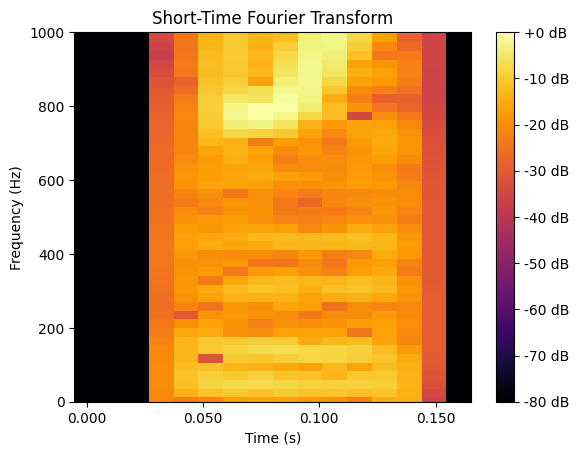 Short-Time Fourier Transform
1000
800
600
400
200
0
Frequency (Hz)
0.000
0.050
0.100
0.150
Time (s)
+0 dB
-10 dB
-20 dB
-30 dB
-40 dB
-50 dB
-60 dB
-70 dB
-80 dB